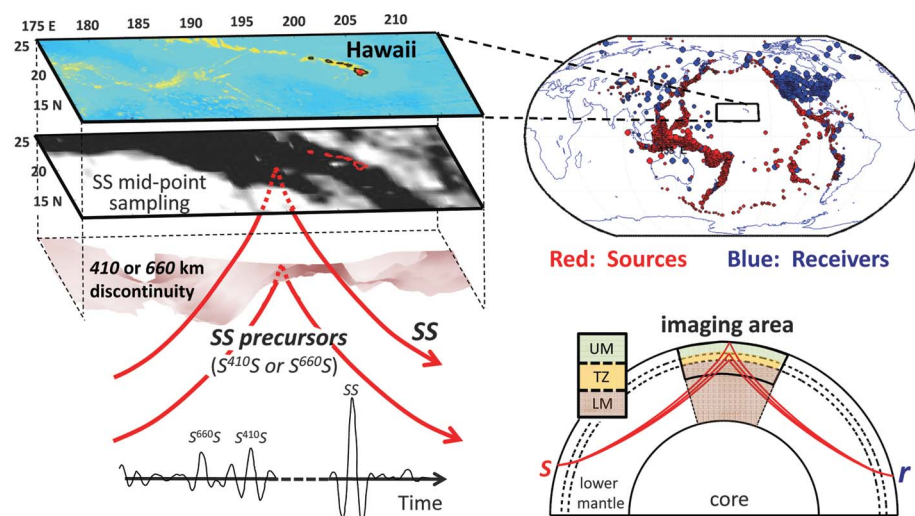 175 E 180 185 190 195 200 205 210
25
20
15 N
Hawaii
25
20
15 N
SS mid-point
sampling
410 or 660 km
discontinuity
SS
SS precursors
(S⁴¹⁰S or S⁶⁶⁰S)
S⁶⁶⁰S
S⁴¹⁰S
SS
Time
Red: Sources
Blue: Receivers
imaging area
UM
TZ
LM
s
r
lower
mantle
core